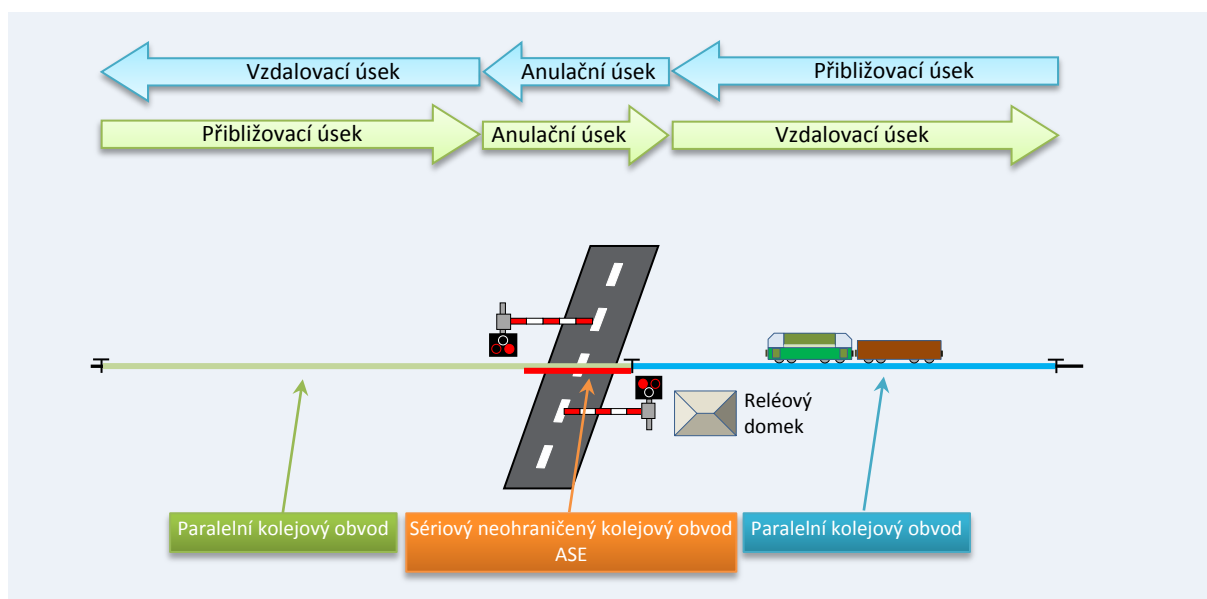 Vzdalovací úsek
Anulační úsek
Přibližovací úsek
Přibližovací úsek
Anulační úsek
Vzdalovací úsek
Reléový
domek
Paralelní kolejový obvod
Sériový neohraničený kolejový obvod
ASE
Paralelní kolejový obvod